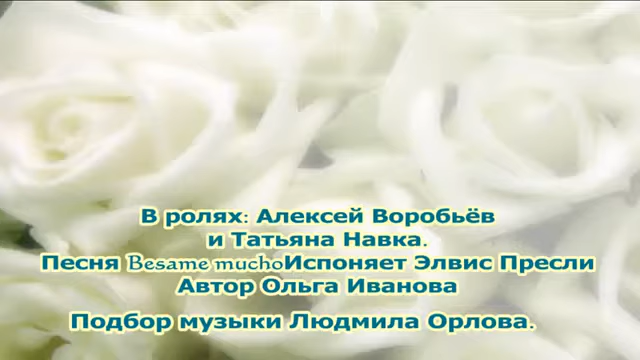 В ролях: Алексей Воробьёв
и Татьяна Навка.
Песня Besame muchoИспоняет Элвис Пресли
Автор Ольга Иванова
Подбор музыки Людмила Орлова.